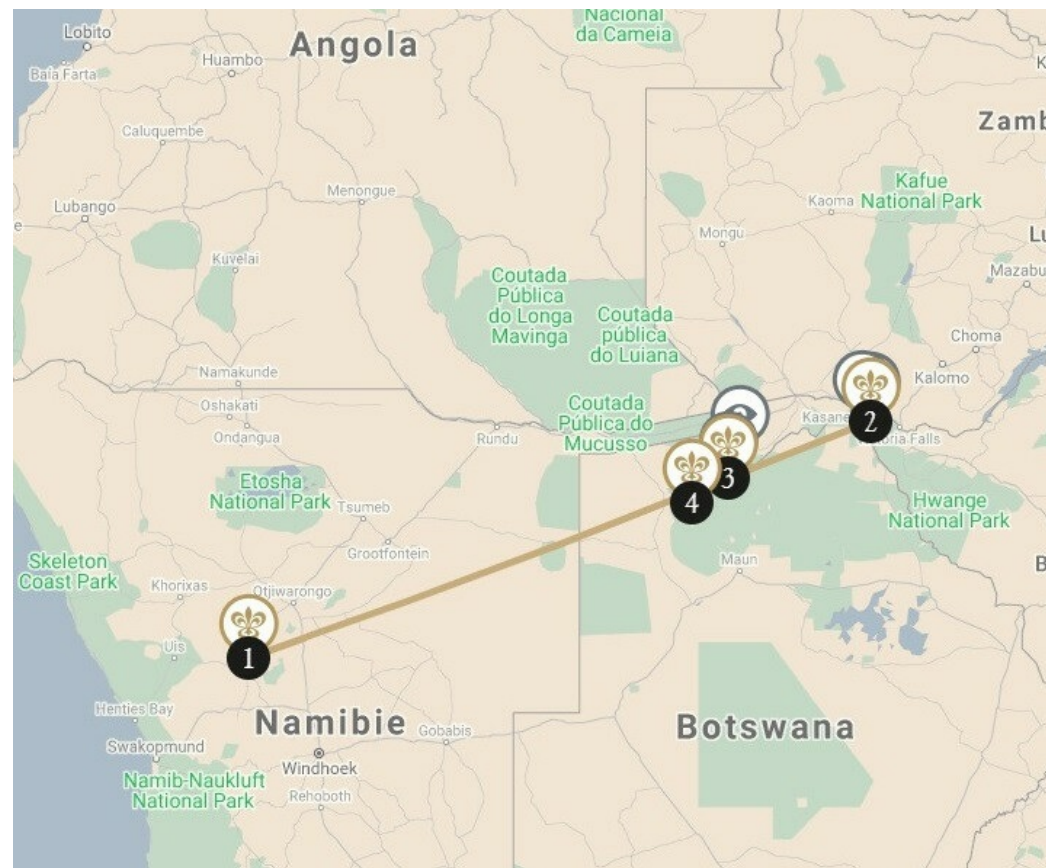 Nacional
da Cameia
Lobito
Angola
Baía Farta
Huambo
Zamb
Caluquembe
Kafue
National Park
Menongue
Kaoma
Lubango
Lu
e
Mongu
Kuvelai
Mazabu
Coutada
Pública
do Longa
Mavinga
Coutada
pública
do Luiana
Choma
Namakunde
Kalomo
Oshakati
Ondangua
Rundu
Coutada
Pública do
Mucusso
Kasane
2
Victoria Falls
3
4
Etosha
National Park
Tsumeb
Hwange
National Park
Grootfontein
Skeleton
Coast Park
Maun
B
Khorixas
Otjiwarongo
Uis
1
Henties Bay
Namibie
Gobabis
Botswana
Swakopmund
Windhoek
Namib-Naukluft
National Park
Rehoboth